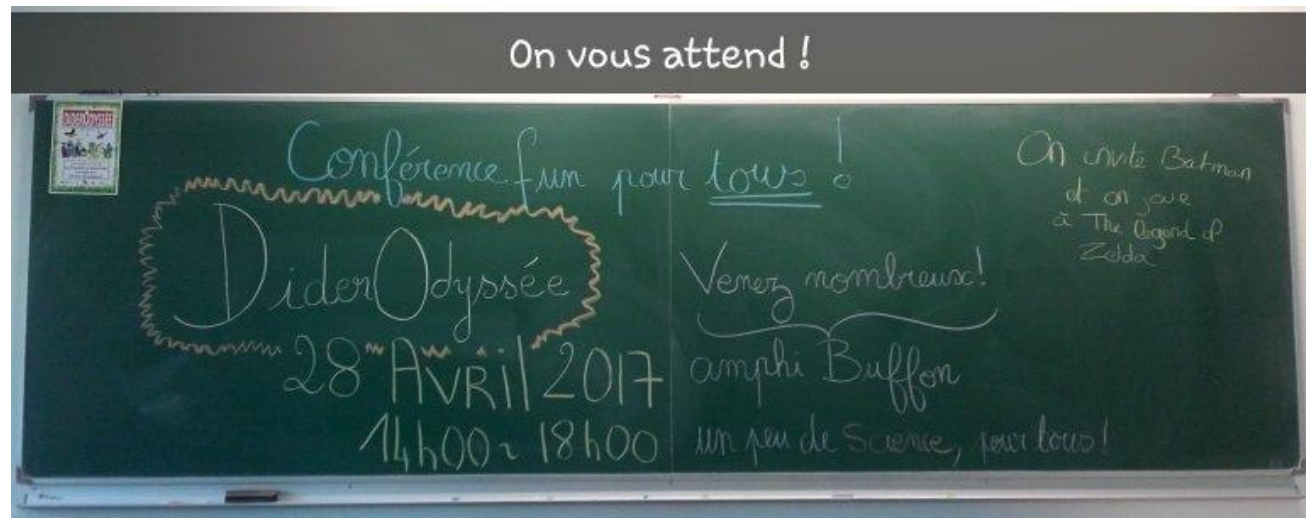 On vous attend !
DIDERODYSSÉE
Conférence fun pour tous !
DiderOdyssée
28 AVRil 2017
14h00 ~ 18h00
Venez nombreux!
amphi Buffon
un peu de Science, pour tous !
On invite Batman
et on joue
à The Legend of
Zelda